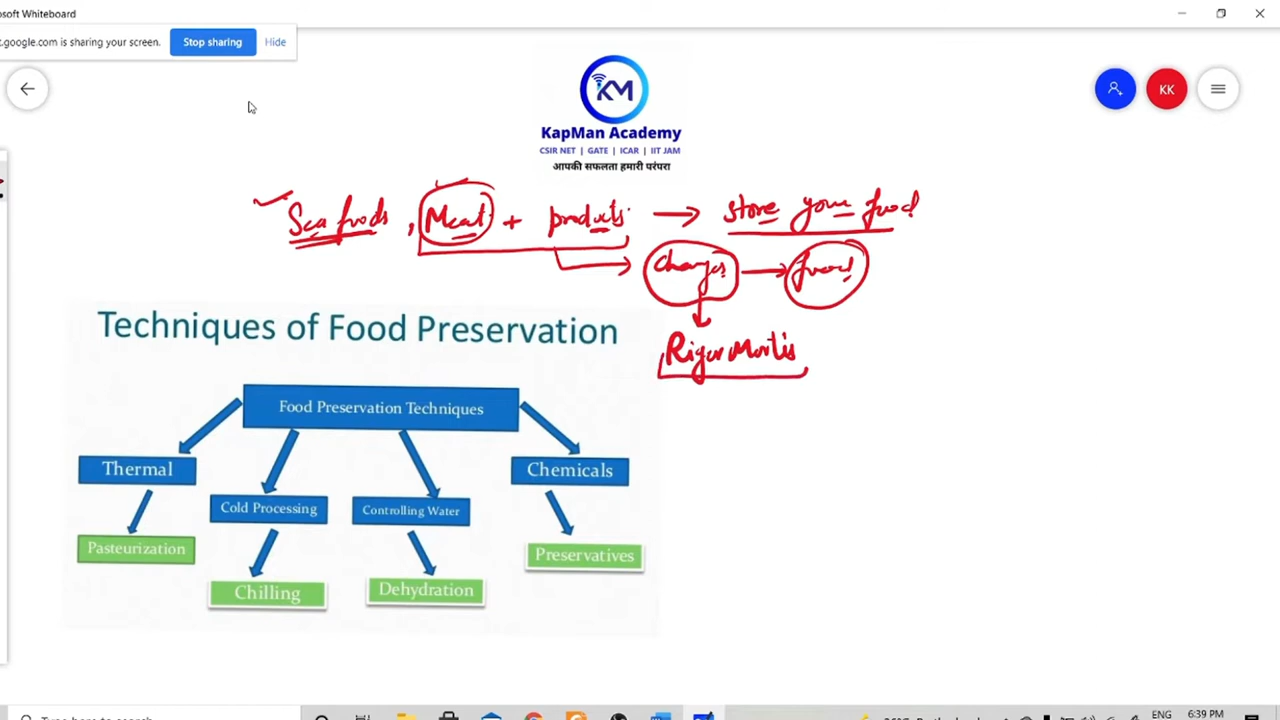 osoft Whiteboard
t.google.com is sharing your screen. Stop sharing Hide
KM
KapMan Academy
CSIR NET | GATE | ICAR | IIT JAM
आपकी सफलता हमारी परंपरा
KK
Sea foods, Meat + products → store your food
changes → food
Rigor Mortis
Techniques of Food Preservation
Food Preservation Techniques
Thermal
Chemicals
Cold Processing
Controlling Water
Pasteurization
Preservatives
Chilling
Dehydration
ENG
6:39 PM